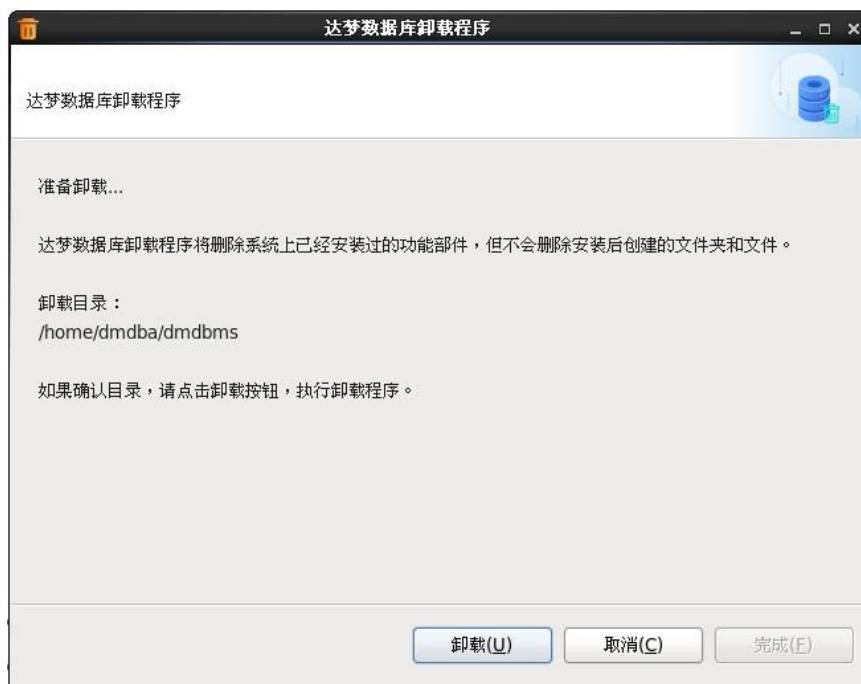 达梦数据库卸载程序
达梦数据库卸载程序
准备卸载...
达梦数据库卸载程序将删除系统上已经安装过的功能部件，但不会删除安装后创建的文件夹和文件。
卸载目录：
/home/dmdba/dmdbms
如果确认目录，请点击卸载按钮，执行卸载程序。
卸载(U) 取消(C) 完成(F)